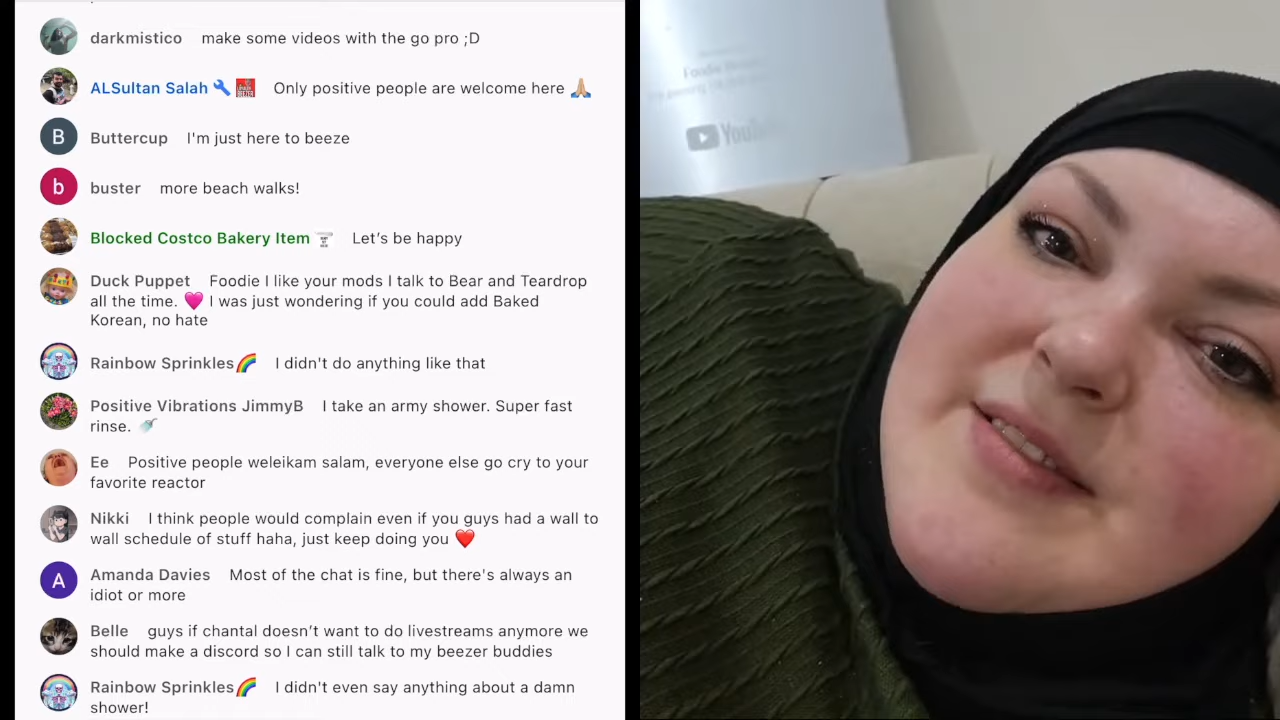 darkmistico make some videos with the go pro ;D
ALSultan Salah Only positive people are welcome here
B Buttercup I'm just here to beeze
b buster more beach walks!
Blocked Costco Bakery Item Let's be happy
Duck Puppet Foodie I like your mods I talk to Bear and Teardrop
all the time. I was just wondering if you could add Baked
Korean, no hate
Rainbow Sprinkles I didn't do anything like that
Positive Vibrations JimmyB I take an army shower. Super fast
rinse.
Ee Positive people weleikam salam, everyone else go cry to your
favorite reactor
Nikki I think people would complain even if you guys had a wall to
wall schedule of stuff haha, just keep doing you
A Amanda Davies Most of the chat is fine, but there's always an
idiot or more
Belle guys if chantal doesn't want to do livestreams anymore we
should make a discord so I can still talk to my beezer buddies
Rainbow Sprinkles I didn't even say anything about a damn
shower!
YouTube